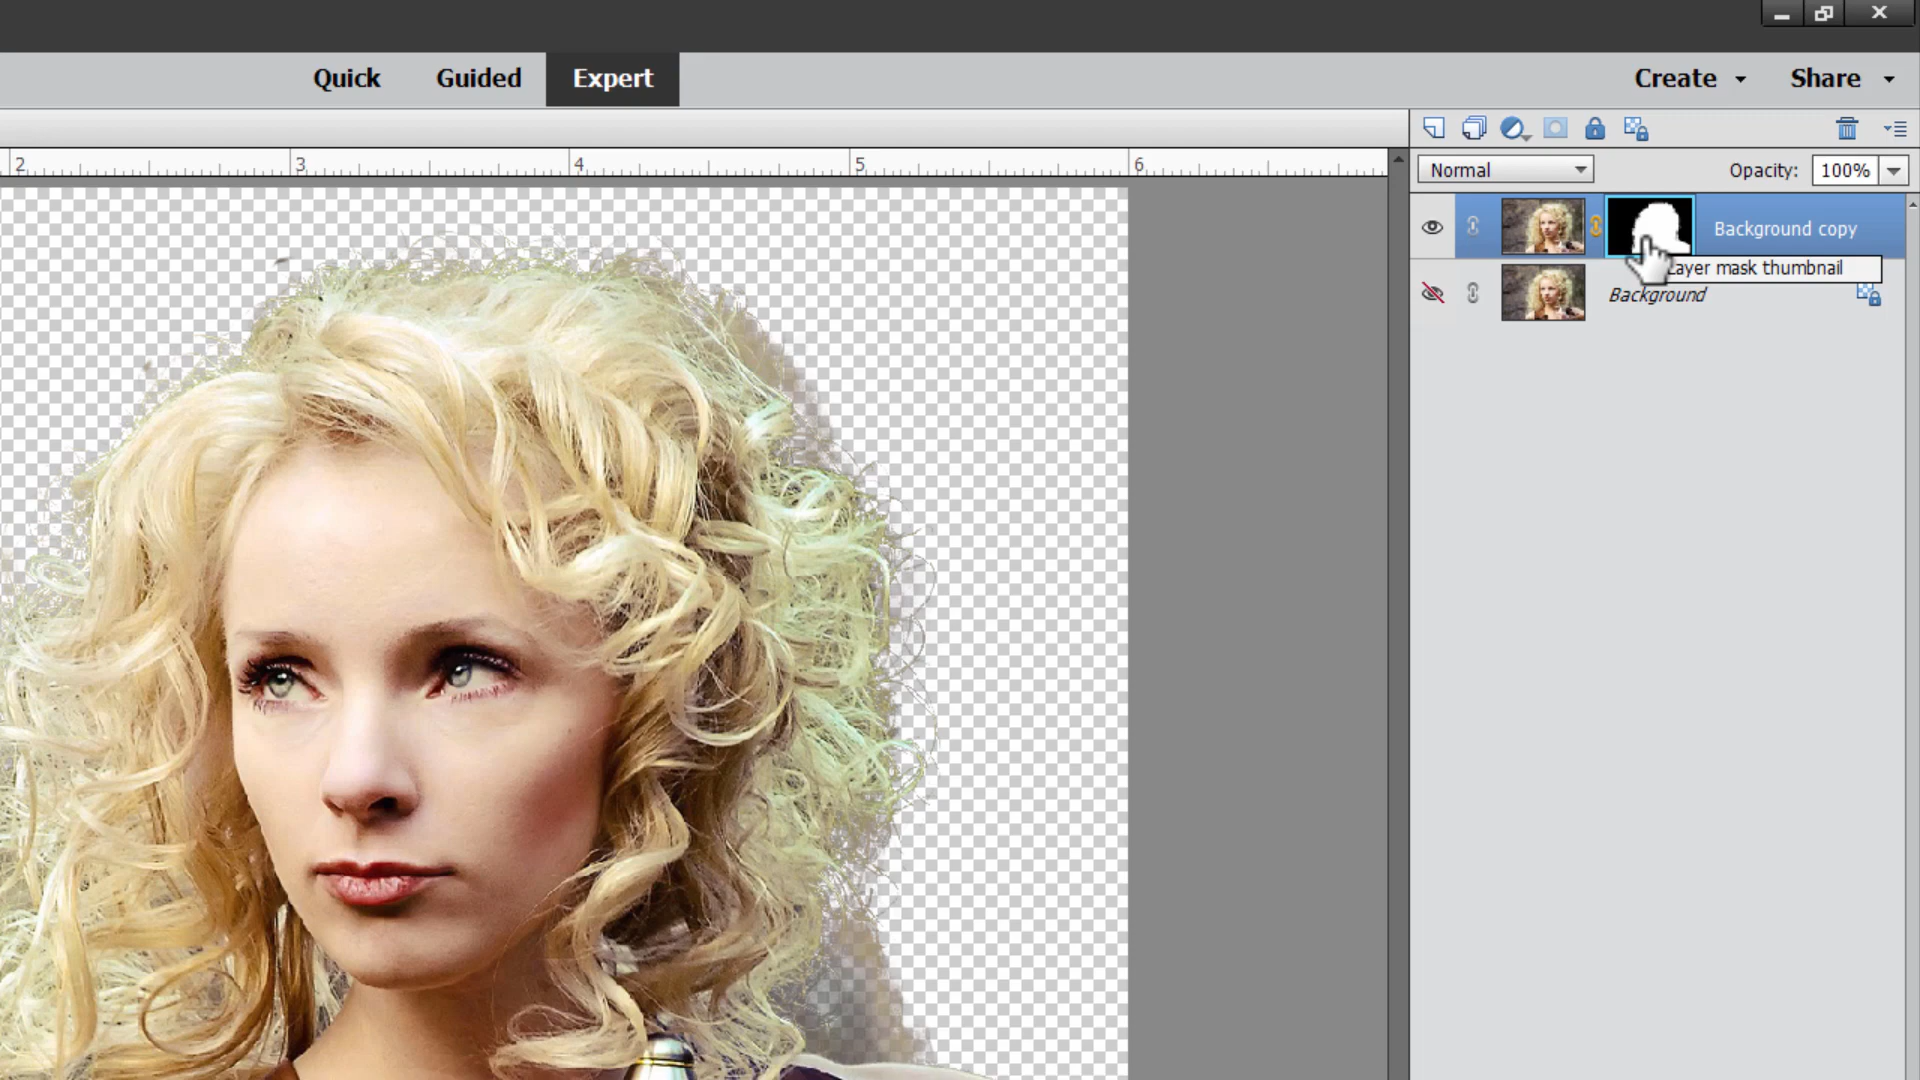 Quick Guided Expert Create Share
2 3 4 5 6
Normal Opacity: 100%
Background copy
Layer mask thumbnail
Background